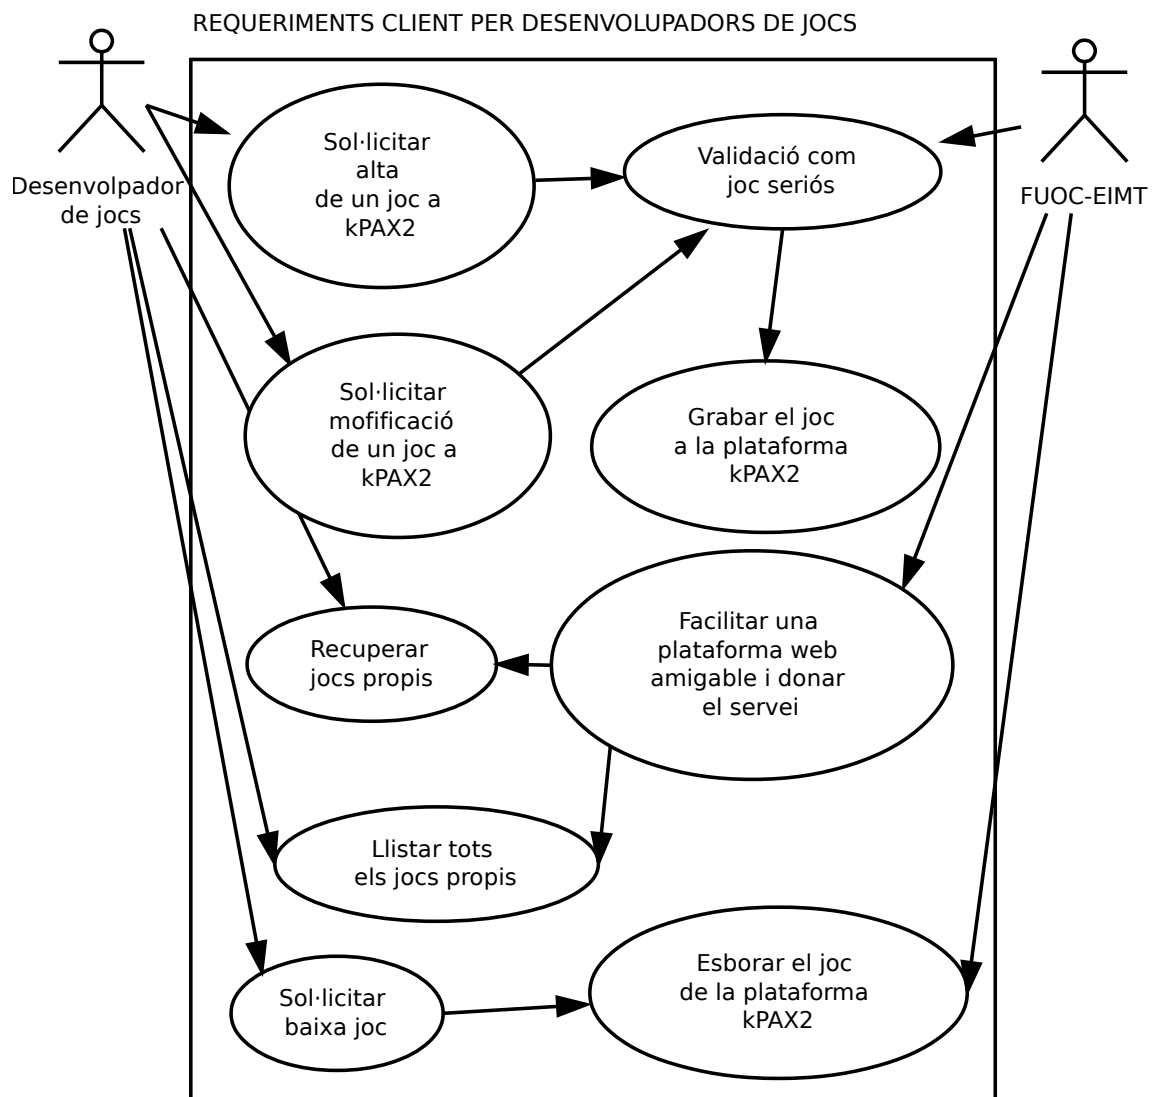 REQUERIMENTS CLIENT PER DESENVOLUPADORS DE JOCS
Desenvolpador
de jocs
FUOC-EIMT
Sol·licitar
alta
de un joc a
kPAX2
Validació com
joc seriós
Sol·licitar
mofificació
de un joc a
kPAX2
Grabar el joc
a la plataforma
kPAX2
Recuperar
jocs propis
Facilitar una
plataforma web
amigable i donar
el servei
Llistar tots
els jocs propis
Sol·licitar
baixa joc
Esborar el joc
de la plataforma
kPAX2